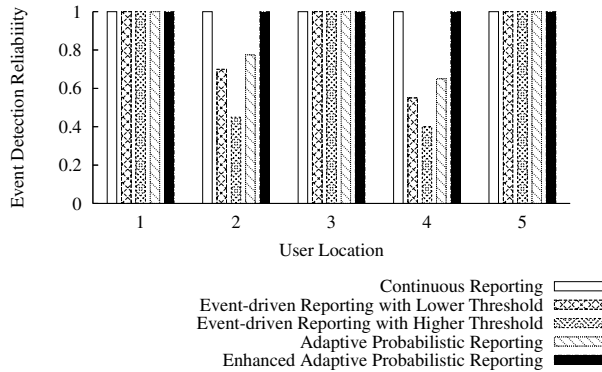 Event Detection Reliability
1
0.8
0.6
0.4
0.2
0
1 2 3 4 5
User Location
Continuous Reporting
Event-driven Reporting with Lower Threshold
Event-driven Reporting with Higher Threshold
Adaptive Probabilistic Reporting
Enhanced Adaptive Probabilistic Reporting